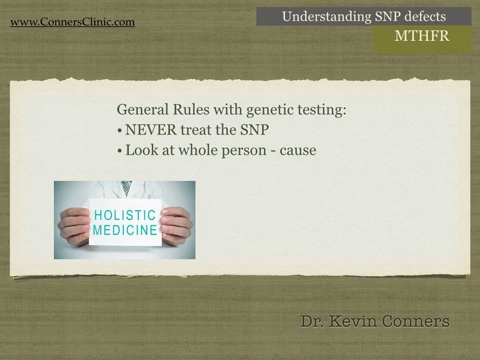 www.ConnersClinic.com
Understanding SNP defects
MTHFR
General Rules with genetic testing:
• NEVER treat the SNP
• Look at whole person - cause
HOLISTIC
MEDICINE
Dr. Kevin Conners